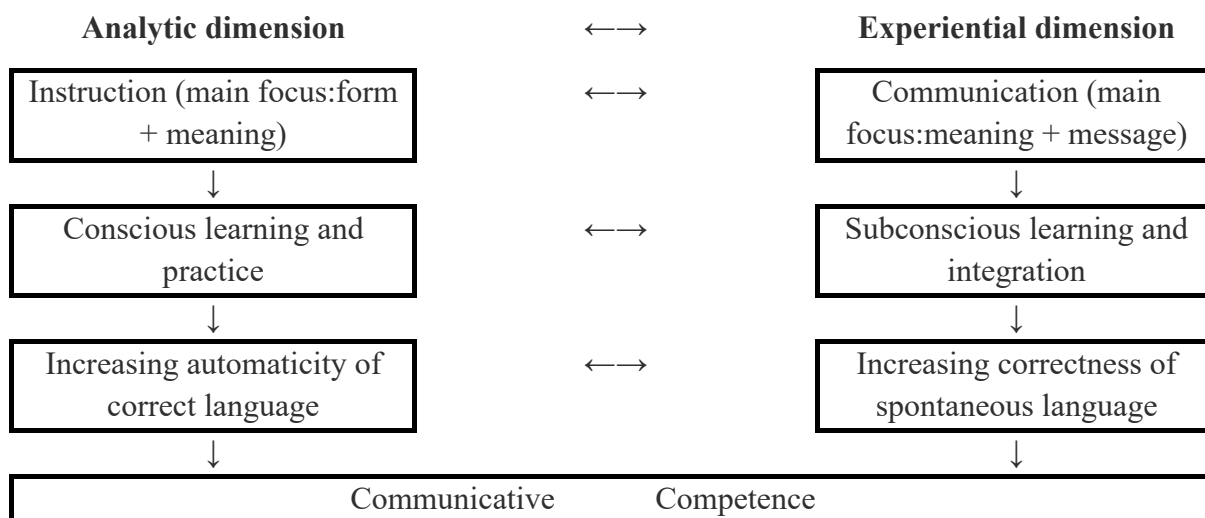 Analytic dimension ←→ Experiential dimension
Instruction (main focus:form + meaning) ←→ Communication (main focus:meaning + message)
↓ ↓
Conscious learning and practice ←→ Subconscious learning and integration
↓ ↓
Increasing automaticity of correct language ←→ Increasing correctness of spontaneous language
↓ ↓
Communicative Competence